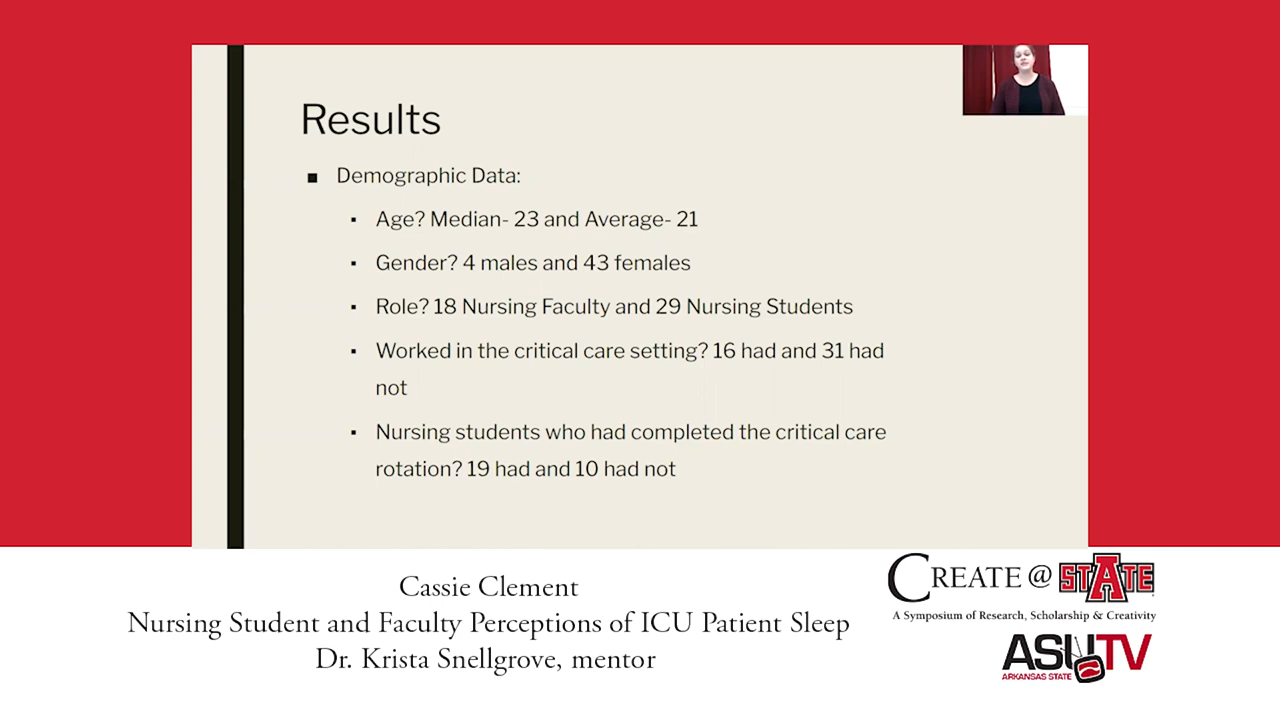 Results
▪ Demographic Data:
▪ Age? Median- 23 and Average- 21
▪ Gender? 4 males and 43 females
▪ Role? 18 Nursing Faculty and 29 Nursing Students
▪ Worked in the critical care setting? 16 had and 31 had
not
▪ Nursing students who had completed the critical care
rotation? 19 had and 10 had not
Cassie Clement
Nursing Student and Faculty Perceptions of ICU Patient Sleep
Dr. Krista Snellgrove, mentor
CREATE @ STATE
A Symposium of Research, Scholarship & Creativity
ASUTV
ARKANSAS STATE